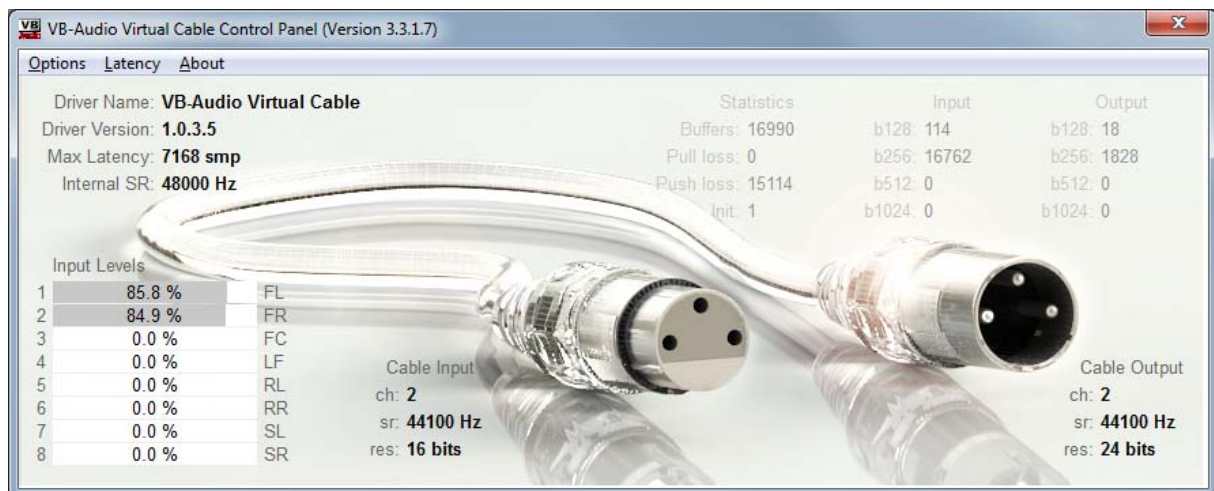 VB-Audio Virtual Cable Control Panel (Version 3.3.1.7)
Options Latency About
Driver Name: VB-Audio Virtual Cable
Driver Version: 1.0.3.5
Max Latency: 7168 smp
Internal SR: 48000 Hz
Statistics Input Output
Buffers: 16990 b128: 114 b128: 18
Pull loss: 0 b256: 16762 b256: 1828
Push loss: 15114 b512: 0 b512: 0
Init: 1 b1024: 0 b1024: 0
Input Levels
1 85.8 % FL
2 84.9 % FR
3 0.0 % FC
4 0.0 % LF
5 0.0 % RL
6 0.0 % RR
7 0.0 % SL
8 0.0 % SR
Cable Input
ch: 2
sr: 44100 Hz
res: 16 bits
Cable Output
ch: 2
sr: 44100 Hz
res: 24 bits